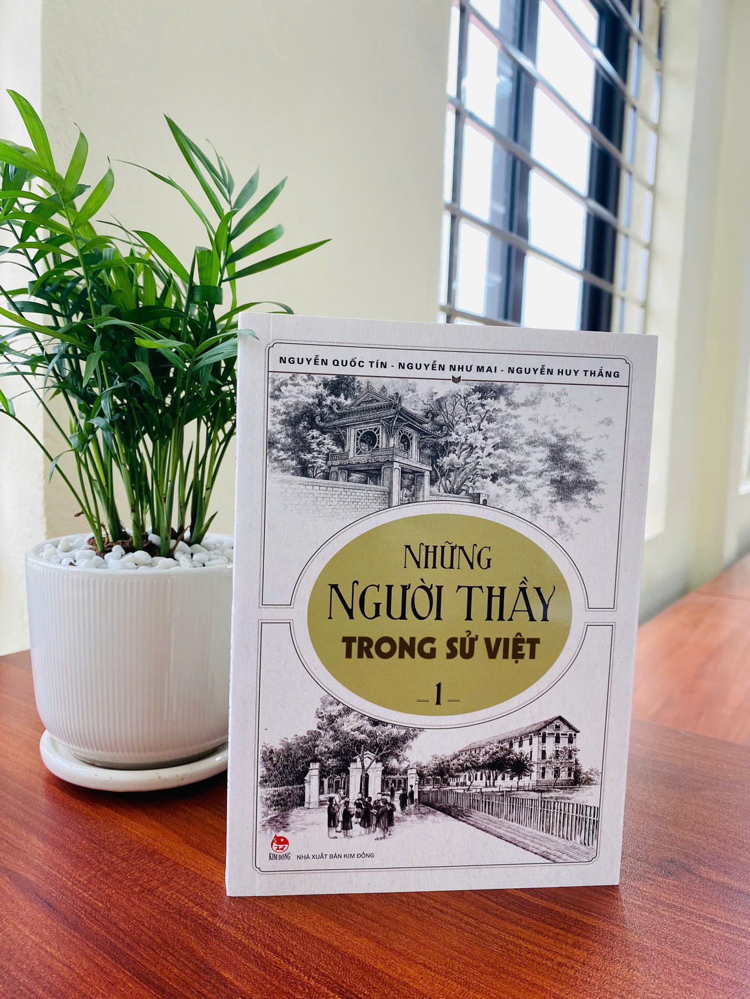 NGUYỄN QUỐC TÍN - NGUYỄN NHƯ MAI - NGUYỄN HUY THẮNG
NHỮNG
NGƯỜI THẦY
TRONG SỬ VIỆT
1
KIM ĐỒNG
NHÀ XUẤT BẢN KIM ĐỒNG